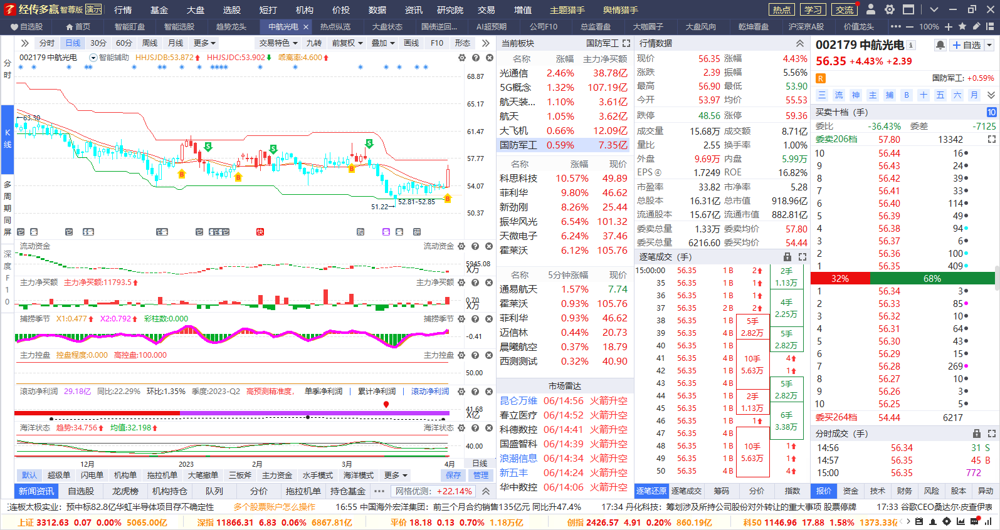 经传多赢 智尊版 演示 行情 基金 大盘 选股 短打 机构 价投 数据 资讯 研究院 交易 增值 主题猎手 舆情猎手 热点 学习 交流
自选股 首页 智能盯盘 智能选股 趋势龙头 中航光电 热点纵览 大盘状态 国债逆回... AI超预期 公司F10 总监看盘 大咖圈子 大盘风向 乾坤看盘 沪深京A股 价值龙头 100%
分时 日线 30分 60分 周线 月线 更多 交易特色 九转 前复权 叠加 画线 F10 形态
002179 中航光电 智能辅助 HHJSJDB:53.872 HHJSJDC:53.902 乖离率:4.600
分时
K线
多周期同屏
深度F10
68.87
65.17
61.47
57.77
54.07
50.37
63.30
51.22
52.81-52.85
流动资金 流动资金
5945.08
X万
主力净买额 主力净买额:11793.5 主力净买额
0.70
X万
捕捞季节 X1:0.477 X2:0.792 彩柱数:0.000 捕捞季节
-0.41
主力控盘 控盘程度:0.000 高控盘:100.000 主力控盘
50.00
滚动净利润 29.18亿 同比:22.29% 环比:1.35% 季度:2023-Q2 高预测精准度, 单季净利润 | 累计净利润 | 滚动净利润
41.68
X亿
海洋状态 趋势:34.756 均值:32.198 海洋状态
40.00
12月 2023 2月 3月 4月 日线
默认 超级单 闪电单 机构单 拖拉机单 大笔撤单 三板斧 主力资金 水手模式 海洋模式 更多 保存 管理
新闻资讯 自选股 龙虎榜 机构持仓 队列 分价 拖拉机单 持仓基金 网格优测: +22.14%
当前板块 国防军工
名称 涨幅 主力净买额
光通信 2.46% 38.78亿
5G概念 1.32% 107.19亿
航天装... 1.10% 3.61亿
航天 1.05% 3.62亿
大飞机 0.66% 12.09亿
国防军工 0.59% 7.35亿
名称 涨幅 现价
科思科技 10.57% 49.89
菲利华 9.80% 46.62
新劲刚 8.26% 25.44
振华风光 6.54% 101.32
天微电子 6.24% 37.46
霍莱沃 6.12% 105.76
名称 5分钟涨幅 现价
通易航天 1.57% 7.74
霍莱沃 0.93% 105.76
菲利华 0.93% 46.62
迈信林 0.44% 20.73
晨曦航空 0.37% 18.79
西测测试 0.32% 40.90
市场雷达
昆仑万维 06/14:56 火箭升空
春立医疗 06/14:52 火箭升空
科德数控 06/14:41 火箭升空
国盛智科 06/14:39 火箭升空
浪潮信息 06/14:34 火箭升空
新五丰 06/14:24 火箭升空
华中数控 06/14:06 火箭升空
行情数据
现价 56.35 涨幅 4.43%
涨跌 2.39 振幅 5.56%
最高 56.90 最低 53.90
今开 53.97 均价 55.53
跌停 48.56 涨停 59.36
成交量 15.68万 成交额 8.71亿
量比 2.55 换手率 1.00%
外盘 9.69万 内盘 5.99万
EPS④ 1.7249 ROE 16.82%
市盈率 33.82 市净率 5.28
总股本 16.31亿 总市值 918.96亿
流通股本 15.67亿 流通市值 882.81亿
委卖总量 1.33万 委卖均价 57.80
委买总量 6216.60 委买均价 54.44
逐笔成交 (手)
15:00:00 56.35 1 B 2
35 56.35 1 B 1
36 56.35 1 B 1
37 56.35 2 B 2
38 56.35 1 B
39 56.35 4 B
40 56.35 1 B
41 56.35 4 B 4
42 56.35 1 B 1
43 56.35 4 B
44 56.35 1 B
45 56.35 1 B
46 56.35 1 B 1
47 56.35 4 B
48 56.35 1 B 1
49 56.35 1 B 1
50 56.35 4 B 4
5手
2.82万
10手
5.63万
2手
1.13万
10手
5.63万
2手
1.13万
4手
2.25万
5手
2.82万
5手
2.82万
6手
3.38万
逐笔还原 逐笔成交 筹码 分价 指数
002179 中航光电 自选
56.35 +4.43% +2.39
R 国防军工: +0.59%
三 流 神 主 捕 B 十 五 六 月
买卖十档 (手) 10
委比 -36.43% 委差 -7125
委卖206档 57.80 13342
10 56.44 16
9 56.43 24
8 56.42 39
7 56.41 33
6 56.40 114
5 56.39 49
4 56.38 94
3 56.37 6
2 56.36 100
1 56.35 409
32% 68%
1 56.34 3
2 56.33 85
3 56.32 10
4 56.31 64
5 56.30 43
6 56.29 15
7 56.28 269
8 56.27 10
9 56.26 3
10 56.25 5
委买264档 54.44 6217
分时成交 (手)
14:56 56.34 31 S
14:57 56.35 45 B
15:00 56.35 772
报价 资金 技术 财务 风险 股本 异动
连板太极实业: 预中标82.8亿华虹半导体项目存不确定性 多个股票账户怎么操作 16:55 中国海外宏洋集团: 前三个月合约销售135亿元 同比升47.4% 17:34 丹化科技: 筹划涉及所持公司股份对外转让的重大事项 股票停牌 17:33 谷歌CEO桑达尔·皮查伊表
上证 3312.63 0.07 0.00% 5065.00亿 深指 11866.31 6.83 0.06% 6867.81亿 平价 18.18 0.13 0.70% 1.18万亿 创指 2426.57 4.91 0.20% 860.19亿 科50 1146.96 17.88 1.58% 1373.33亿